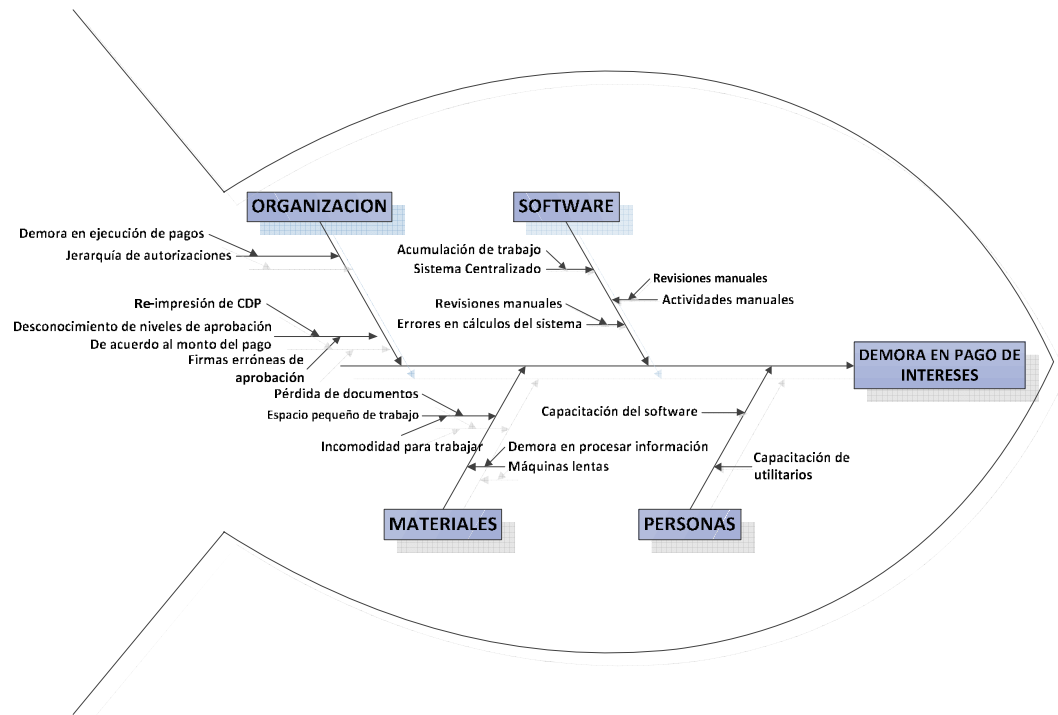 ORGANIZACION
SOFTWARE
Demora en ejecución de pagos
Jerarquía de autorizaciones
Acumulación de trabajo
Sistema Centralizado
Revisiones manuales
Actividades manuales
Re-impresión de CDP
Revisiones manuales
Desconocimiento de niveles de aprobación
De acuerdo al monto del pago
Errores en cálculos del sistema
Firmas erróneas de
aprobación
DEMORA EN PAGO DE
INTERESES
Pérdida de documentos
Espacio pequeño de trabajo
Capacitación del software
Incomodidad para trabajar
Demora en procesar información
Máquinas lentas
Capacitación de
utilitarios
MATERIALES
PERSONAS